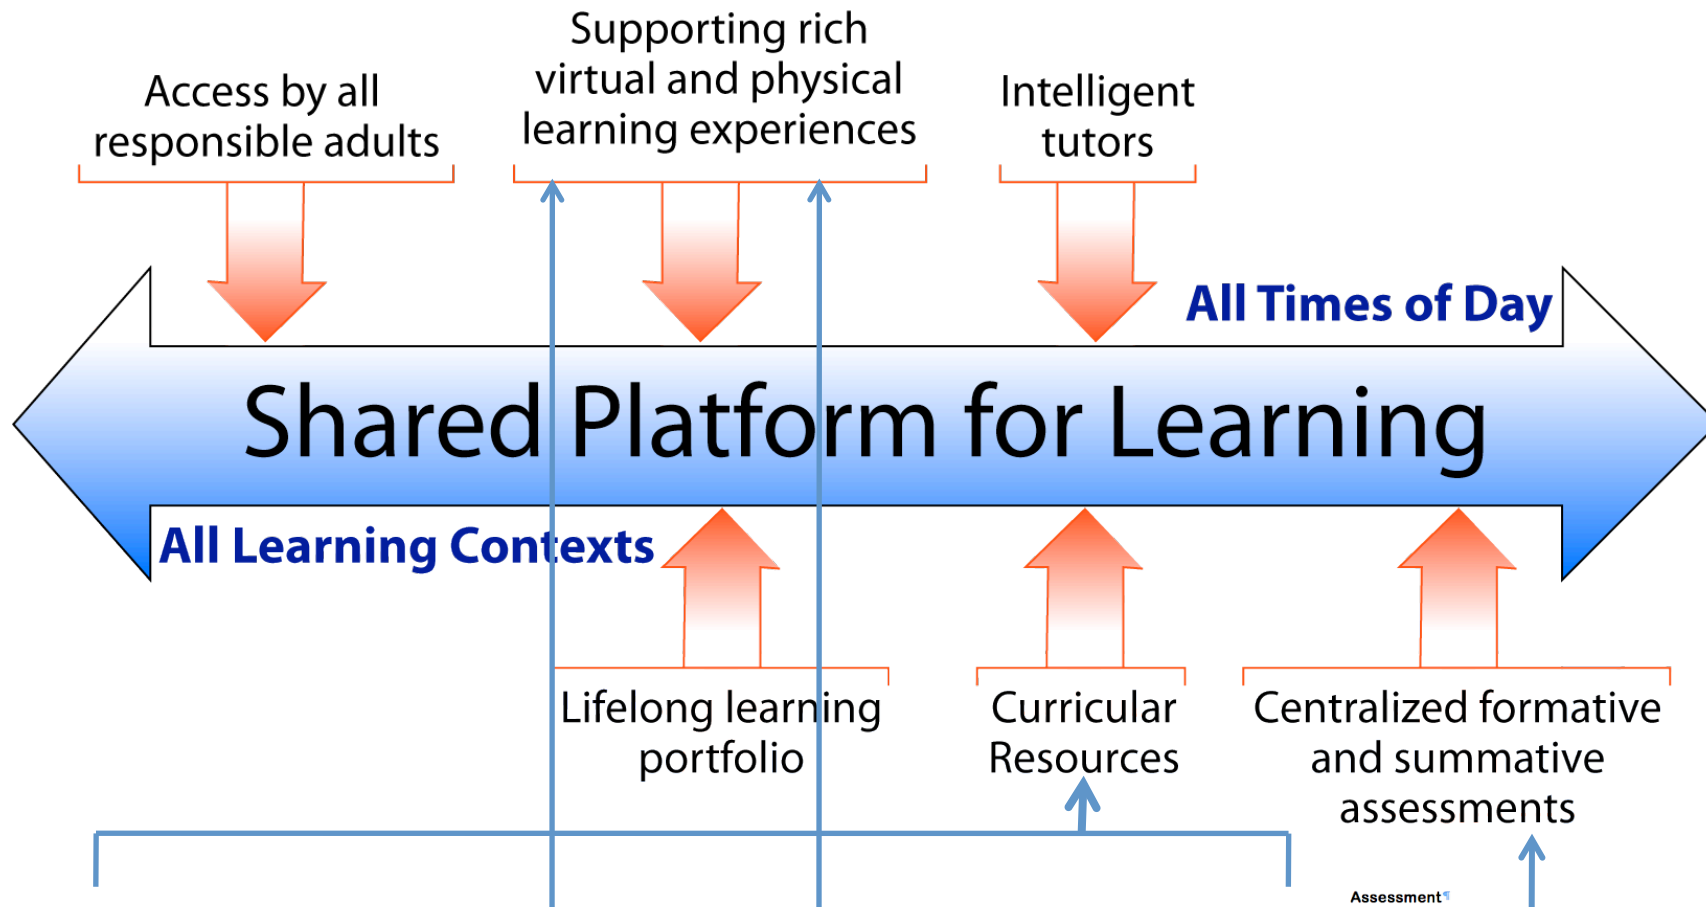 Access by all
responsible adults
Supporting rich
virtual and physical
learning experiences
Intelligent
tutors
All Times of Day
Shared Platform for Learning
All Learning Contexts
Lifelong learning
portfolio
Curricular
Resources
Centralized formative
and summative
assessments
Assessment¶